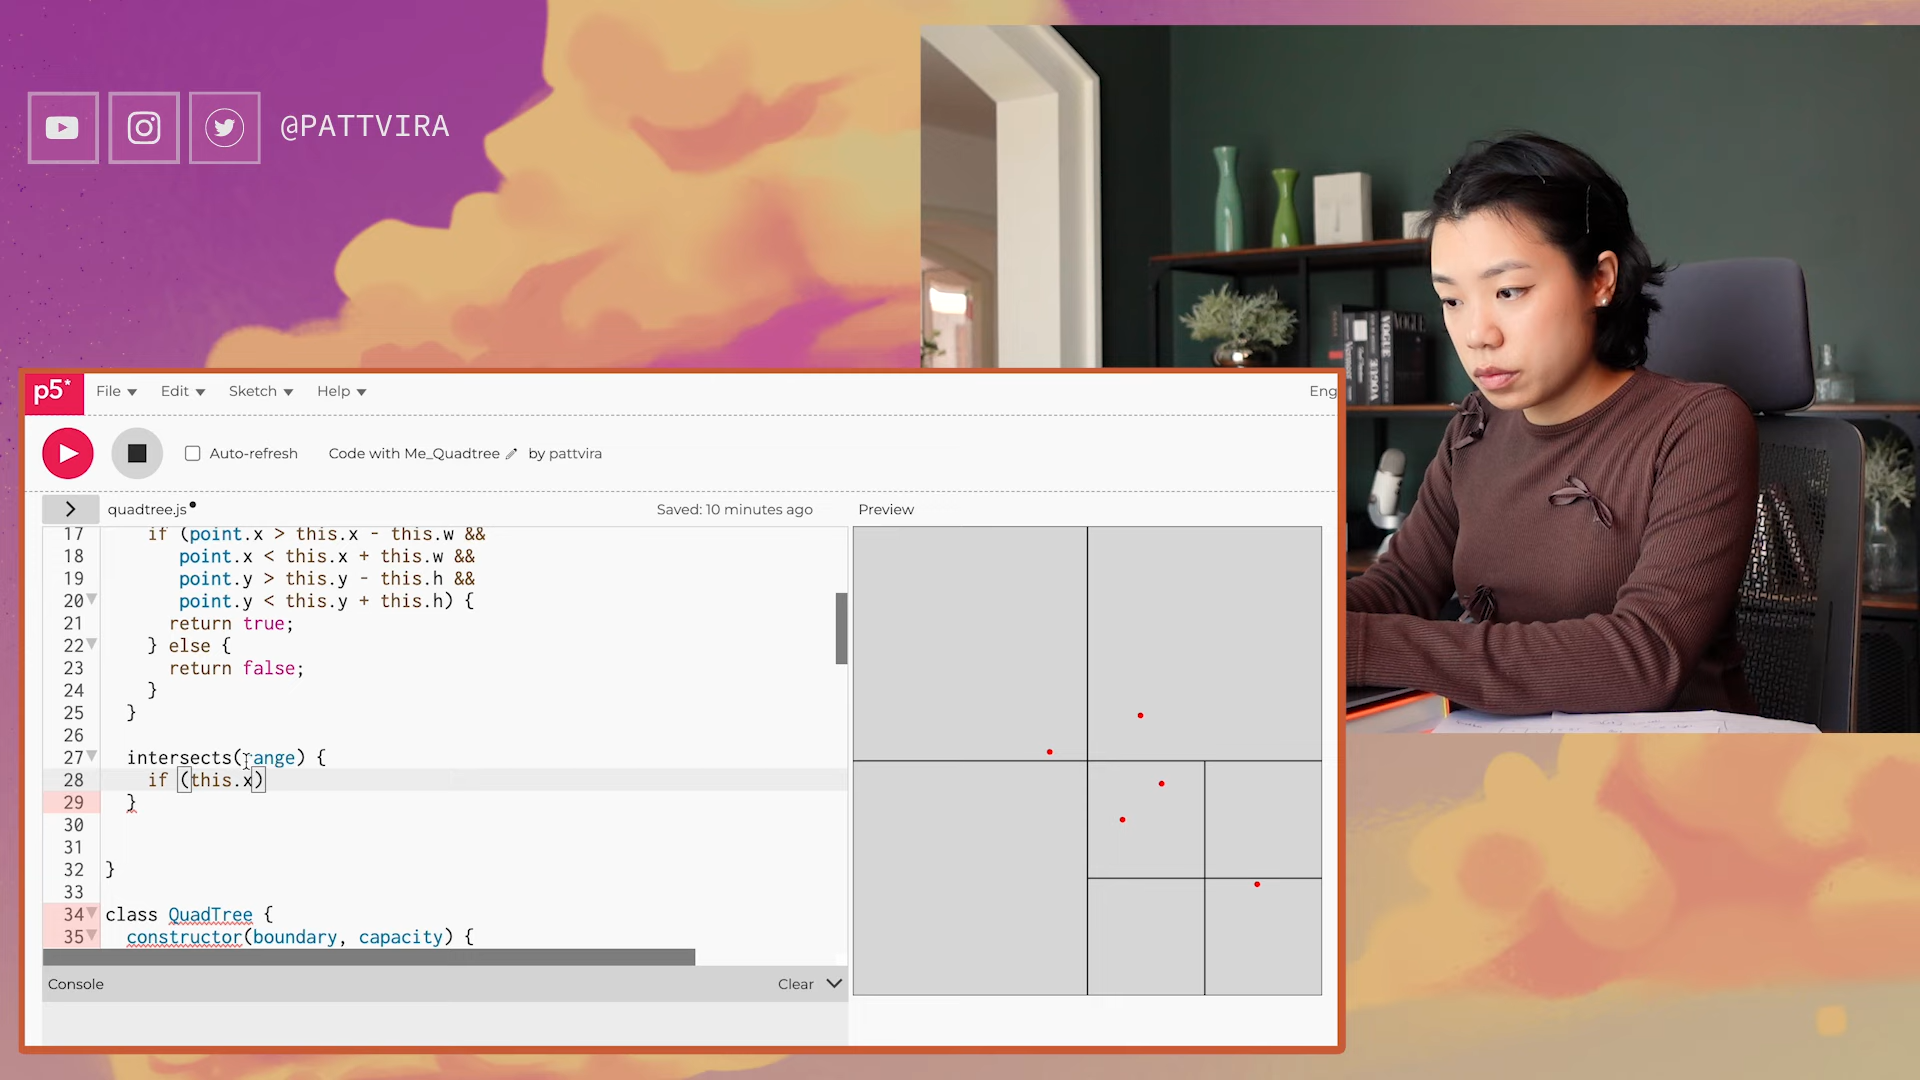 @PATTVIRA
p5*
File
Edit
Sketch
Help
Eng
Auto-refresh
Code with Me_Quadtree
by pattvira
quadtree.js
Saved: 10 minutes ago
Preview
17 if (point.x > this.x - this.w &&
18 point.x < this.x + this.w &&
19 point.y > this.y - this.h &&
20 point.y < this.y + this.h) {
21 return true;
22 } else {
23 return false;
24 }
25 }
26
27 intersects(range) {
28 if (this.x)
29 }
30
31
32 }
33
34 class QuadTree {
35 constructor(boundary, capacity) {
Console
Clear
VOGUE
VOGUE